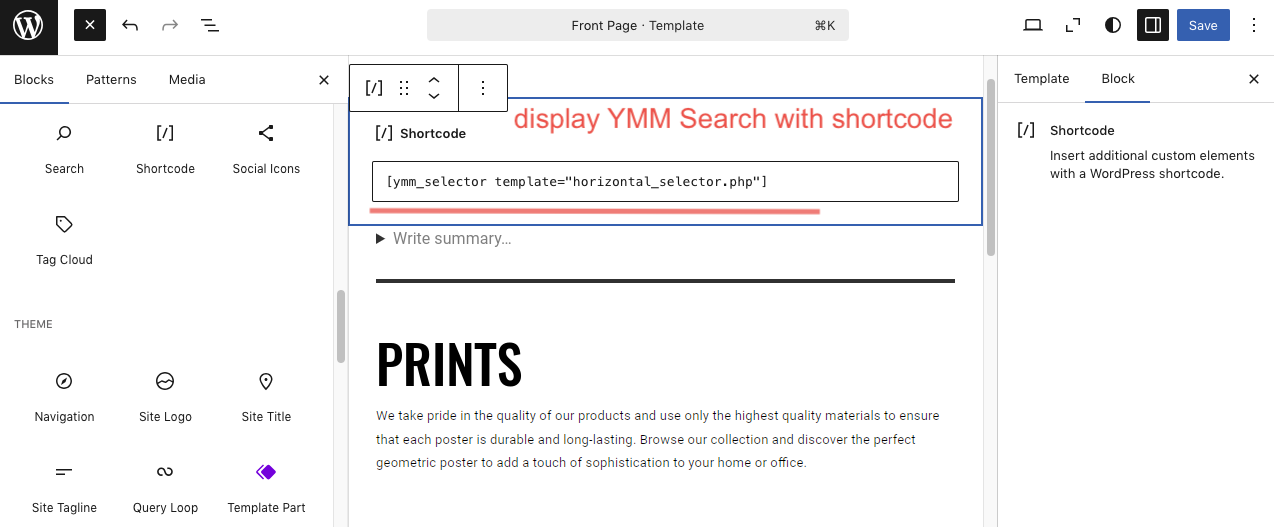 Front Page · Template
⌘K
Save
Blocks
Patterns
Media
Template
Block
display YMM Search with shortcode
Shortcode
[ymm_selector template="horizontal_selector.php"]
Write summary...
Search
Shortcode
Social Icons
Tag Cloud
THEME
Navigation
Site Logo
Site Title
Site Tagline
Query Loop
Template Part
PRINTS
We take pride in the quality of our products and use only the highest quality materials to ensure
that each poster is durable and long-lasting. Browse our collection and discover the perfect
geometric poster to add a touch of sophistication to your home or office.
Shortcode
Insert additional custom elements
with a WordPress shortcode.